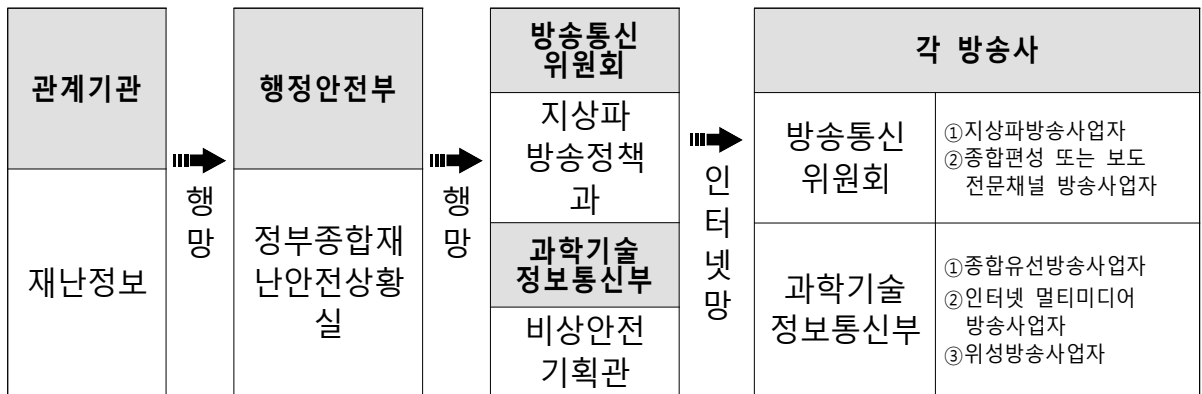 관계기관
재난정보
행
망
행정안전부
정부종합재
난안전상황
실
행
망
방송통신
위원회
지상파
방송정책
과
과학기술
정보통신부
비상안전
기획관
인
터
넷
망
각 방송사
방송통신
위원회
①지상파방송사업자
②종합편성 또는 보도
전문채널 방송사업자
과학기술
정보통신부
①종합유선방송사업자
②인터넷 멀티미디어
방송사업자
③위성방송사업자